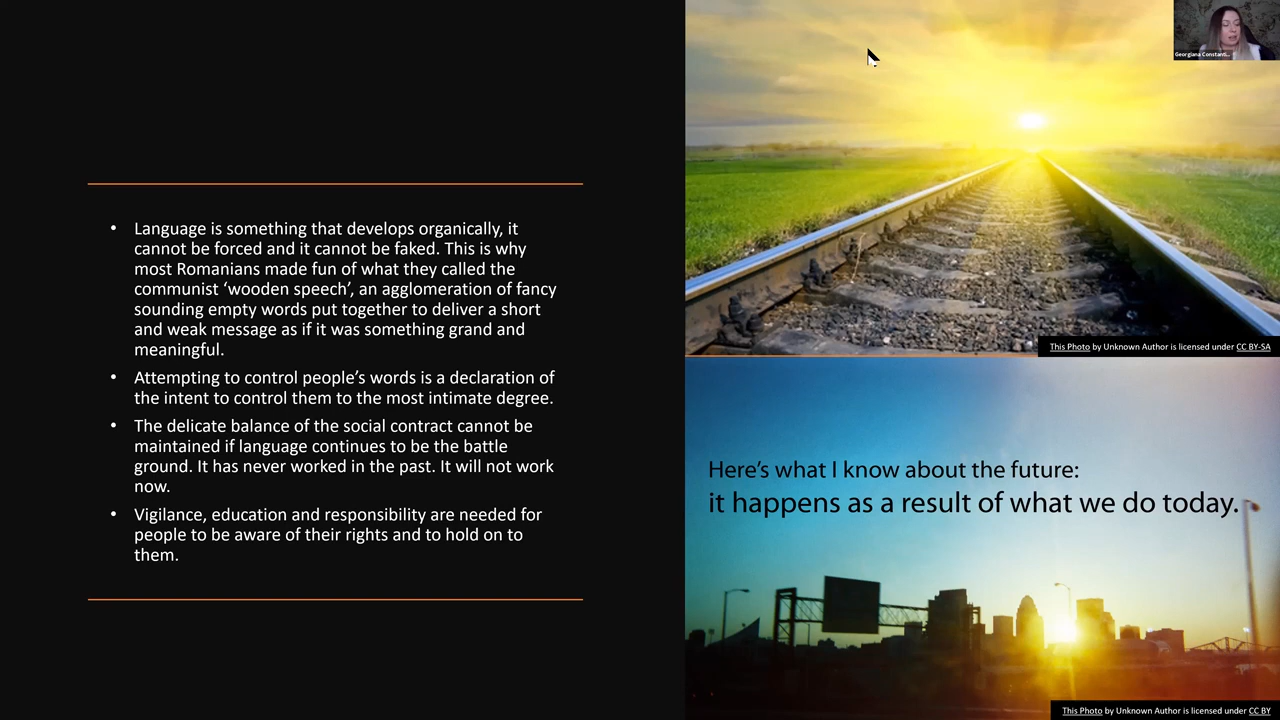 • Language is something that develops organically, it
cannot be forced and it cannot be faked. This is why
most Romanians made fun of what they called the
communist ‘wooden speech’, an agglomeration of fancy
sounding empty words put together to deliver a short
and weak message as if it was something grand and
meaningful.
• Attempting to control people’s words is a declaration of
the intent to control them to the most intimate degree.
• The delicate balance of the social contract cannot be
maintained if language continues to be the battle
ground. It has never worked in the past. It will not work
now.
• Vigilance, education and responsibility are needed for
people to be aware of their rights and to hold on to
them.
Georgiana Constanti...
This Photo by Unknown Author is licensed under CC BY-SA
Here’s what I know about the future:
it happens as a result of what we do today.
This Photo by Unknown Author is licensed under CC BY